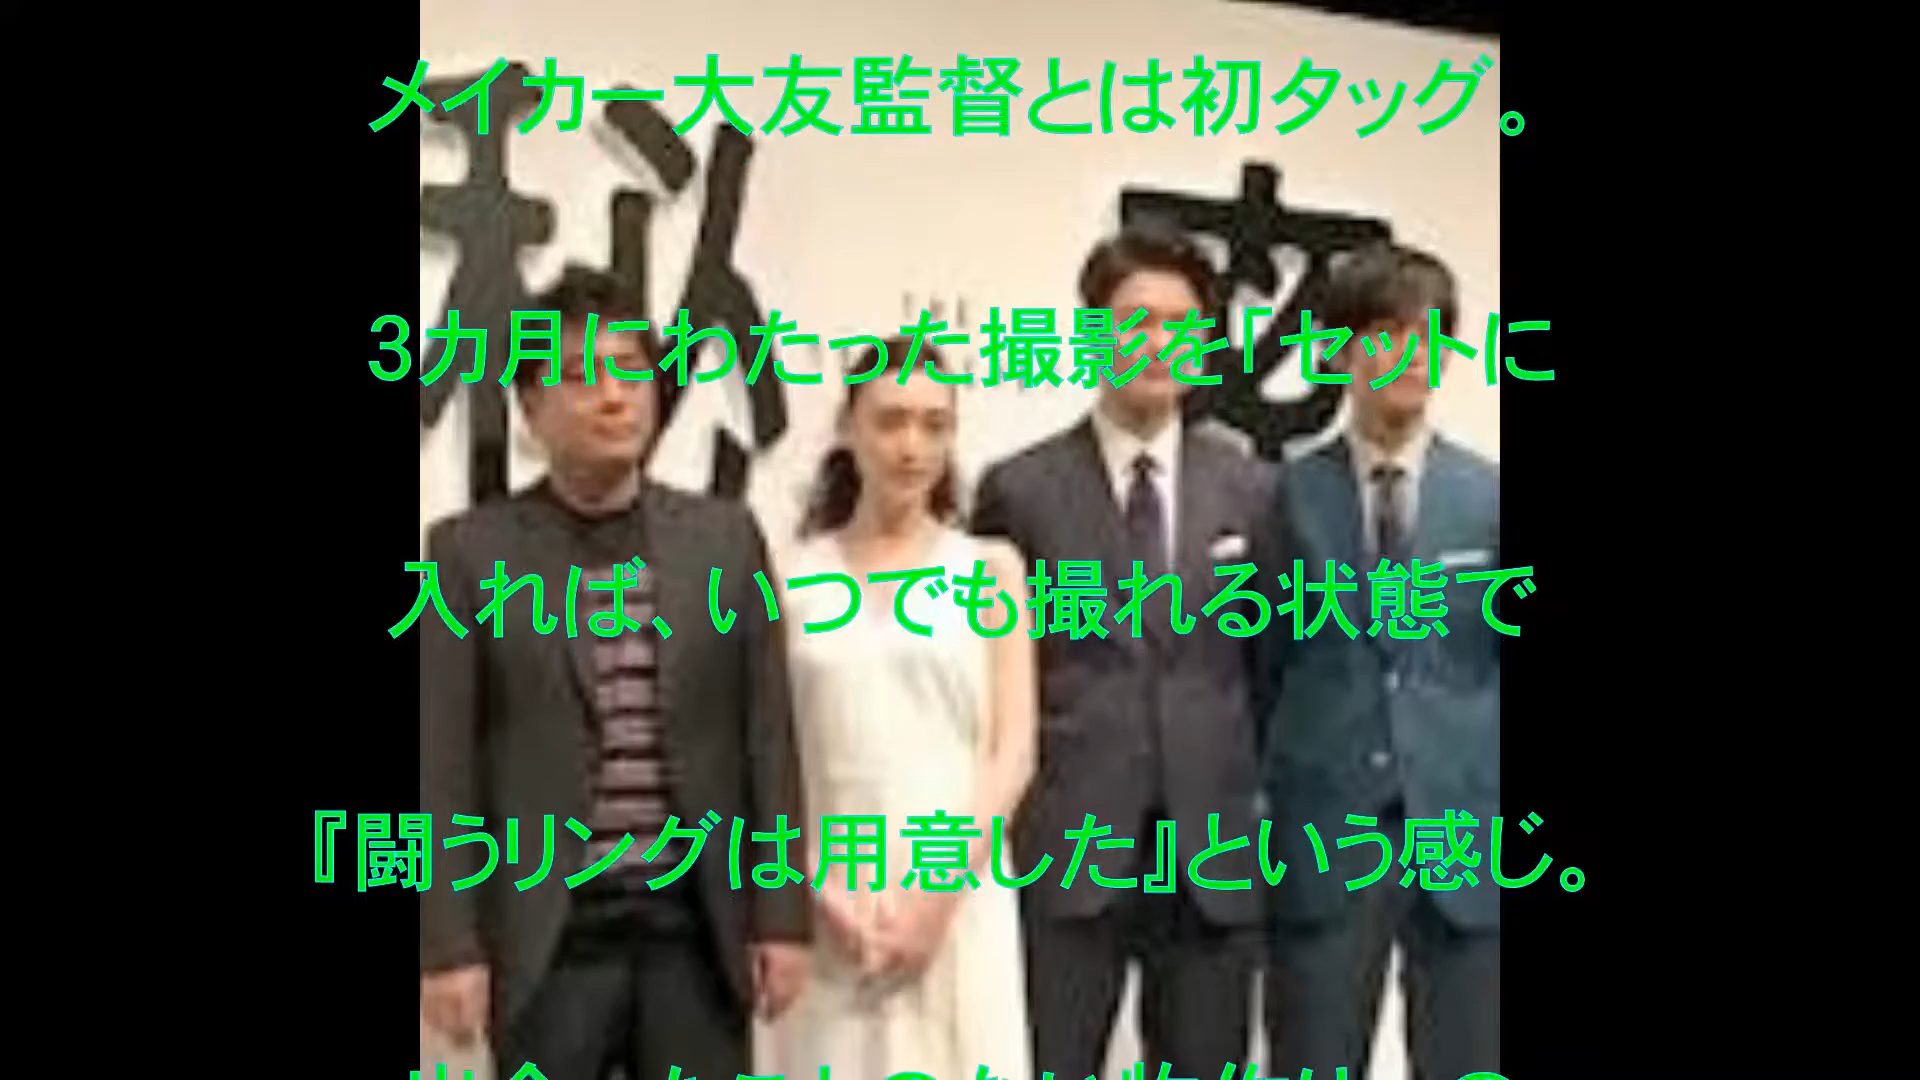 メイカー大友監督とは初タッグ。
3カ月にわたった撮影を「セットに
入れば、いつでも撮れる状態で
『闘うリングは用意した』という感じ。